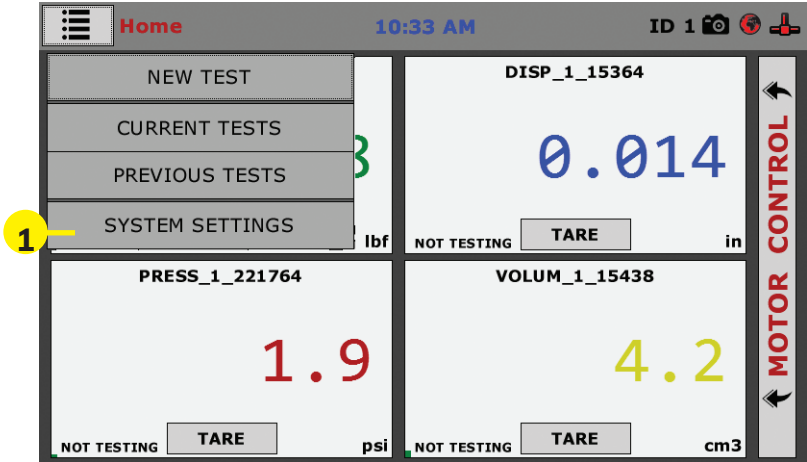 Home 10:33 AM ID 1
NEW TEST
CURRENT TESTS
PREVIOUS TESTS
SYSTEM SETTINGS
1
lbf
DISP_1_15364
0.014
NOT TESTING TARE in
PRESS_1_221764
1.9
NOT TESTING TARE psi
VOLUM_1_15438
4.2
NOT TESTING TARE cm3
MOTOR CONTROL